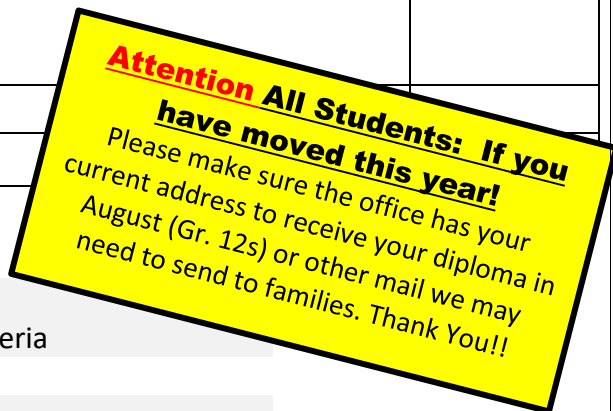 Attention All Students:  If you
have moved this year!
Please make sure the office has your
current address to receive your diploma in
August (Gr. 12s) or other mail we may
need to send to families. Thank You!!
eria